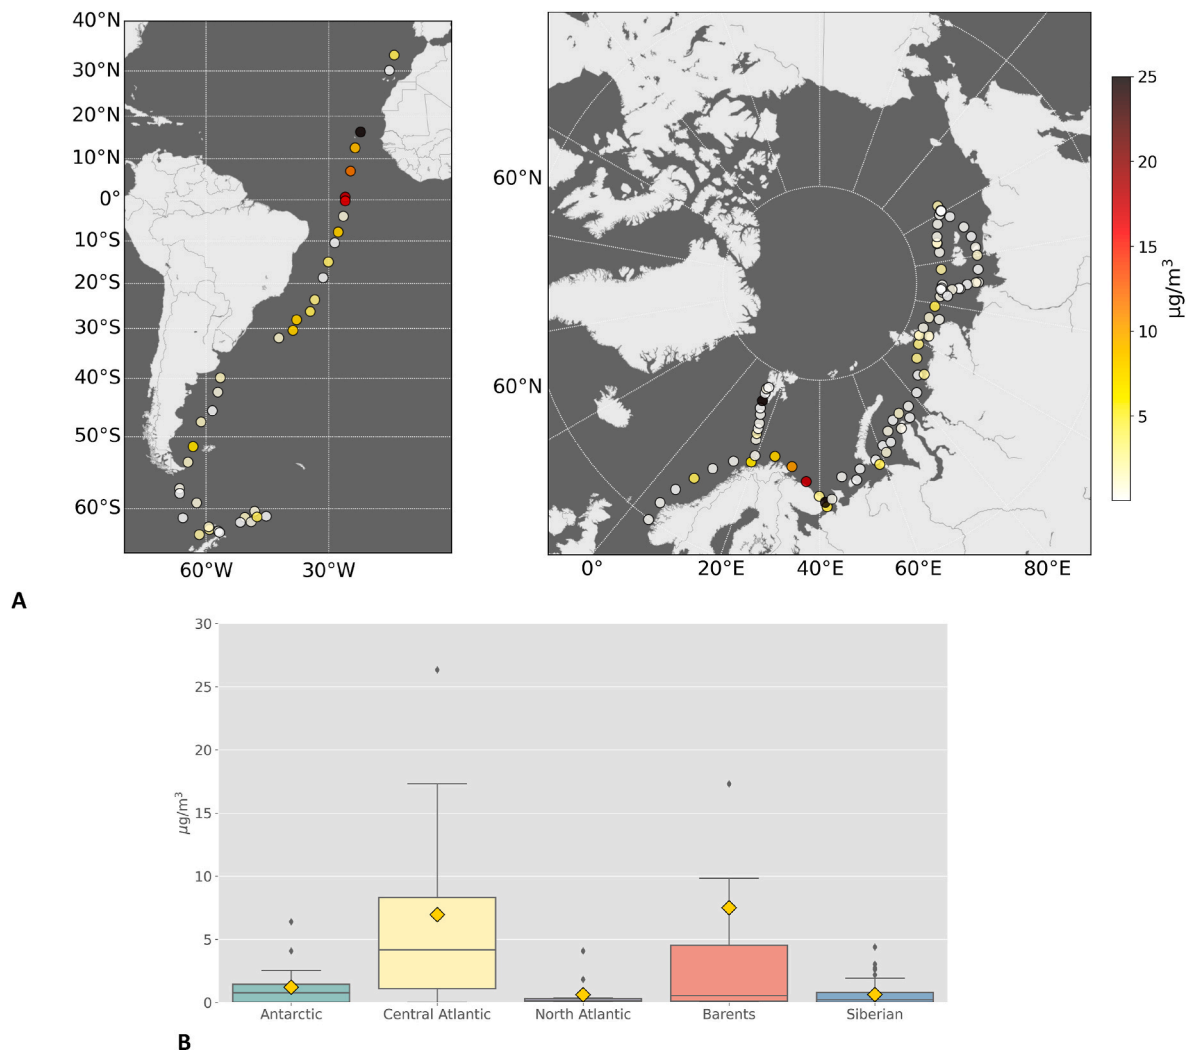 40°N
30°N
20°N
10°N
0°
10°S
20°S
30°S
40°S
50°S
60°S
60°W
30°W
60°N
60°N
0°
20°E
40°E
60°E
80°E
25
20
15
10
5
μg/m³
A
30
25
20
15
10
5
0
μg/m³
Antarctic
Central Atlantic
North Atlantic
Barents
Siberian
B